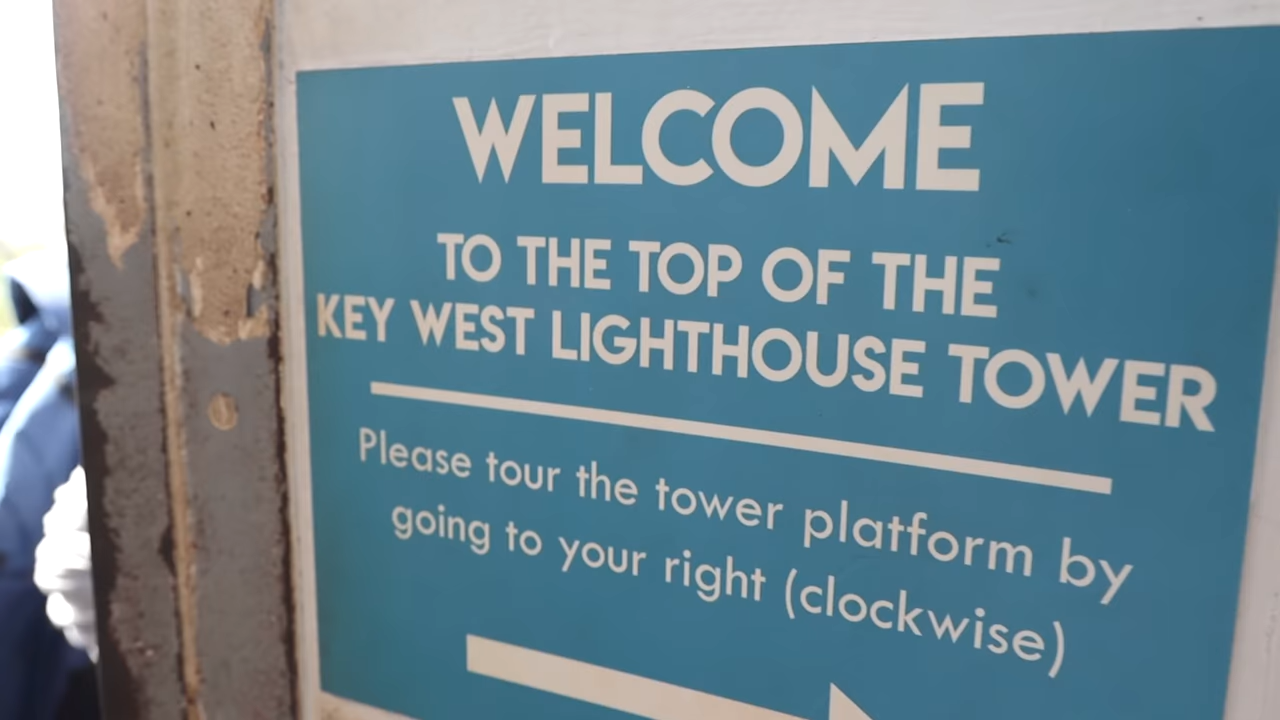 WELCOME
TO THE TOP OF THE
KEY WEST LIGHTHOUSE TOWER
Please tour the tower platform by
going to your right (clockwise)